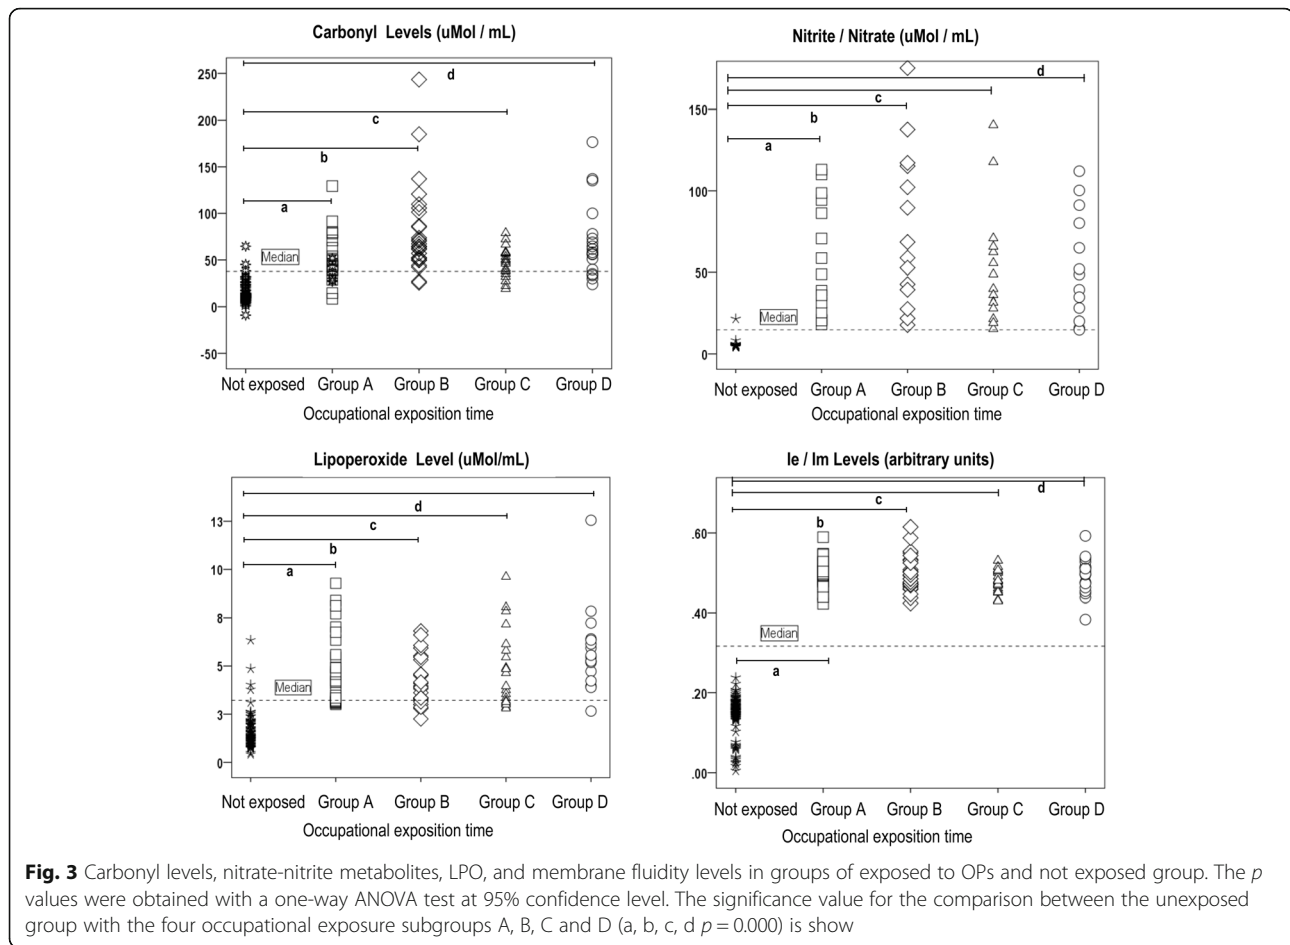 Carbonyl Levels (uMol / mL)
250
200
150
100
50
0
-50
d
c
b
a
Median
Not exposed Group A Group B Group C Group D
Occupational exposition time
Nitrite / Nitrate (uMol / mL)
150
100
50
0
d
c
b
a
Median
Not exposed Group A Group B Group C Group D
Occupational exposition time
Lipoperoxide Level (uMol/mL)
13
10
8
5
3
0
d
c
b
a
Median
Not exposed Group A Group B Group C Group D
Occupational exposition time
Ie / Im Levels (arbitrary units)
.60
.40
.20
.00
d
c
b
Median
a
Not exposed Group A Group B Group C Group D
Occupational exposition time
Fig. 3 Carbonyl levels, nitrate-nitrite metabolites, LPO, and membrane fluidity levels in groups of exposed to OPs and not exposed group. The p
values were obtained with a one-way ANOVA test at 95% confidence level. The significance value for the comparison between the unexposed
group with the four occupational exposure subgroups A, B, C and D (a, b, c, d p = 0.000) is show